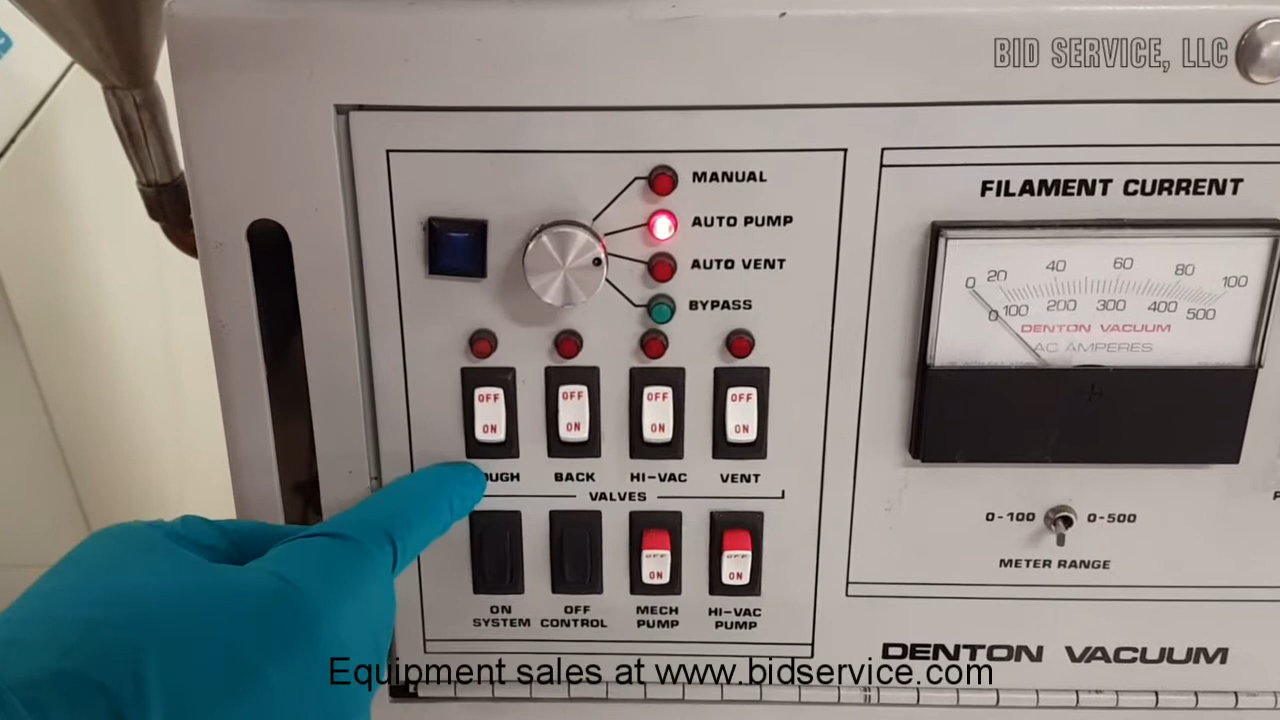 BID SERVICE, LLC
MANUAL
AUTO PUMP
AUTO VENT
BYPASS
OFF OFF OFF OFF
ON ON ON ON
BACK HI-VAC VENT
VALVES
OFF OFF
ON ON
ON SYSTEM
OFF CONTROL
MECH PUMP
HI-VAC PUMP
FILAMENT CURRENT
0 20 40 60 80 100
0 100 200 300 400 500
DENTON VACUUM
AC AMPERES
0-100 0-500
METER RANGE
DENTON VACUUM
Equipment sales at www.bidservice.com